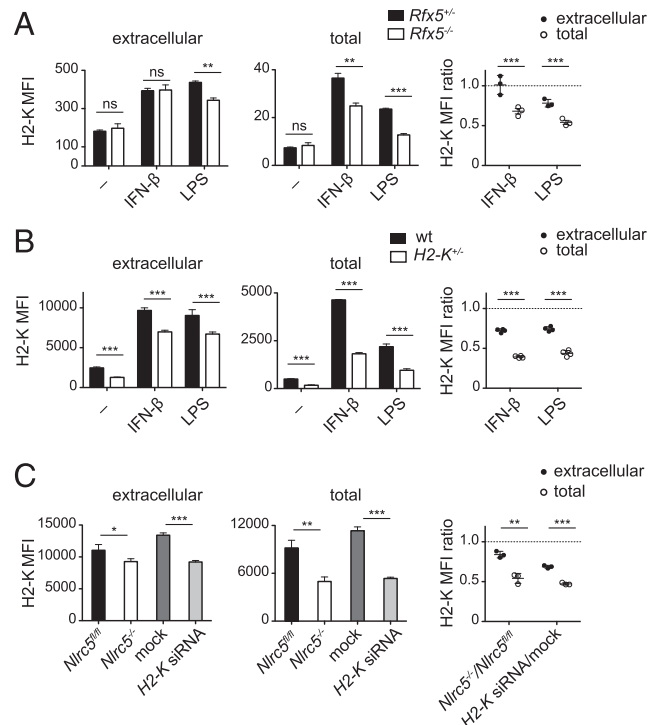 A
■ Rfx5+/-
□ Rfx5-/-
● extracellular
○ total
extracellular
total
H2-K MFI
500
300
100
ns
ns
**
–
IFN-β
LPS
40
20
0
ns
**
***
–
IFN-β
LPS
H2-K MFI ratio
1.0
0.5
0
***
***
IFN-β
LPS
B
■ wt
□ H2-K+/-
● extracellular
○ total
extracellular
total
H2-K MFI
10000
5000
0
***
***
***
–
IFN-β
LPS
5000
2500
0
***
***
***
–
IFN-β
LPS
H2-K MFI ratio
1.0
0.5
0
***
***
IFN-β
LPS
C
● extracellular
○ total
extracellular
total
H2-K MFI
15000
10000
5000
0
*
***
Nlrc5fl/fl
Nlrc5-/-
mock
H2-K siRNA
12000
6000
0
**
***
Nlrc5fl/fl
Nlrc5-/-
mock
H2-K siRNA
H2-K MFI ratio
1.0
0.5
0
**
***
Nlrc5-/-/Nlrc5fl/fl
H2-K siRNA/mock